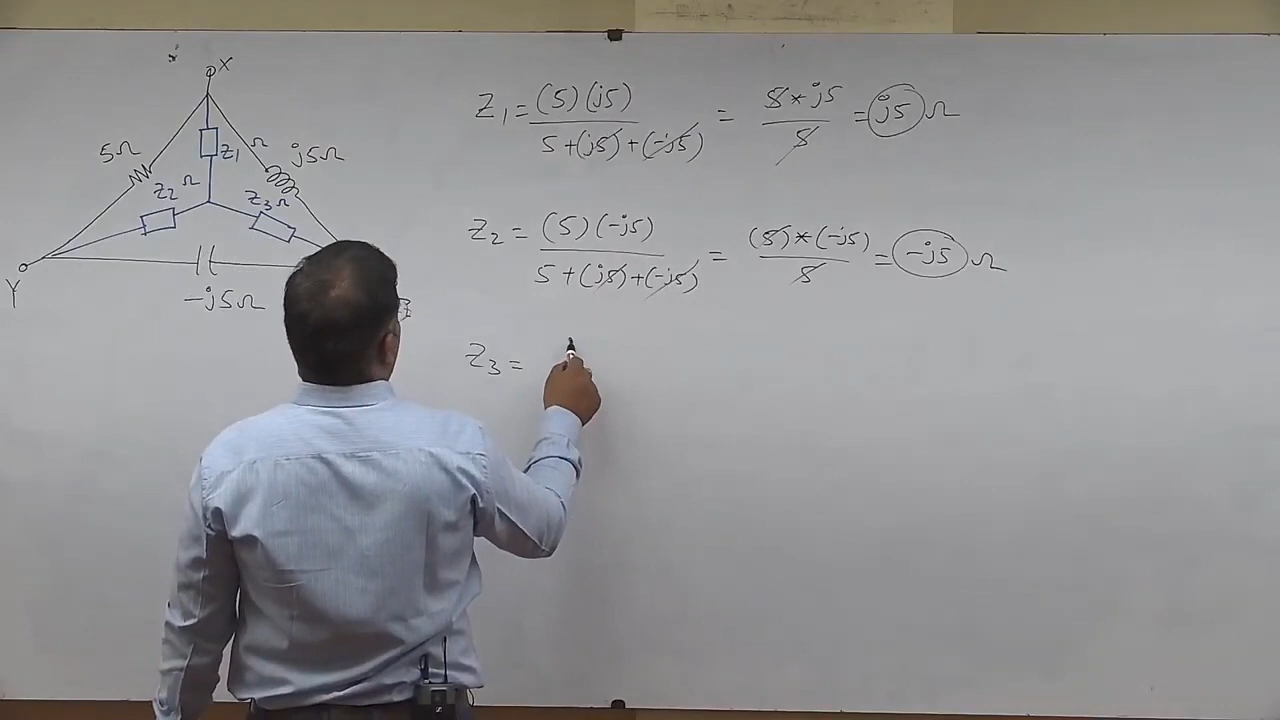 X
5Ω
Z1 Ω
j5Ω
Z2 Ω
Z3 Ω
Y
-j5Ω
Z
Z1 = (5)(j5) / 5+(j5)+(-j5) = 5*j5 / 5 = j5 Ω
Z2 = (5)(-j5) / 5+(j5)+(-j5) = (5)*(-j5) / 5 = -j5 Ω
Z3 =